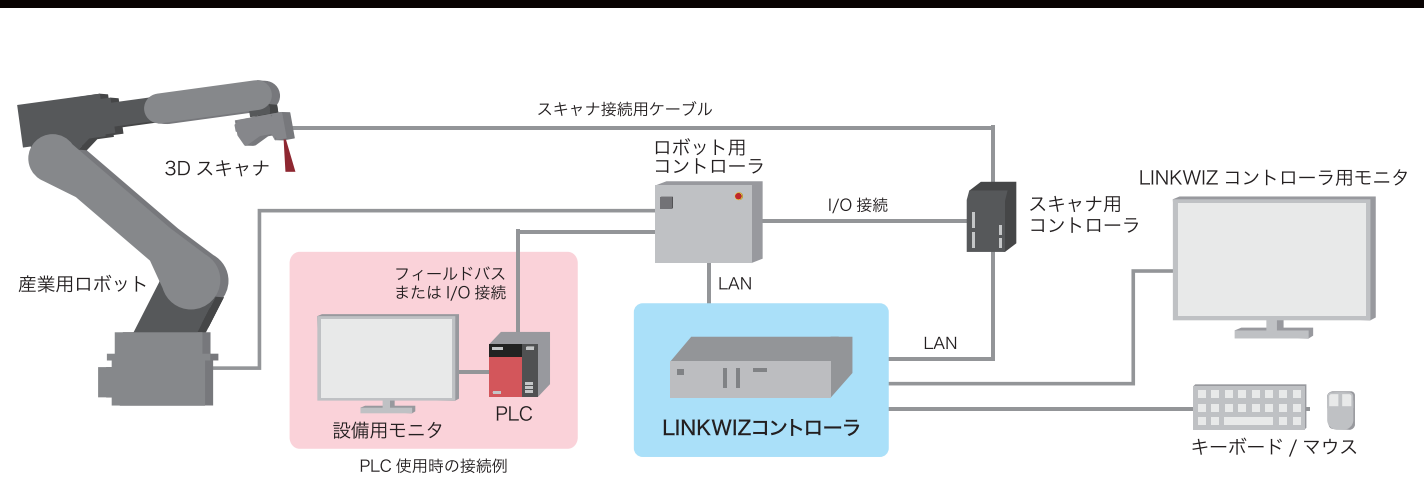 スキャナ接続用ケーブル
3D スキャナ
ロボット用
コントローラ
LINKWIZ コントローラ用モニタ
I/O 接続
スキャナ用
コントローラ
産業用ロボット
フィールドバス
または I/O 接続
LAN
LAN
設備用モニタ
PLC
LINKWIZコントローラ
キーボード / マウス
PLC 使用時の接続例